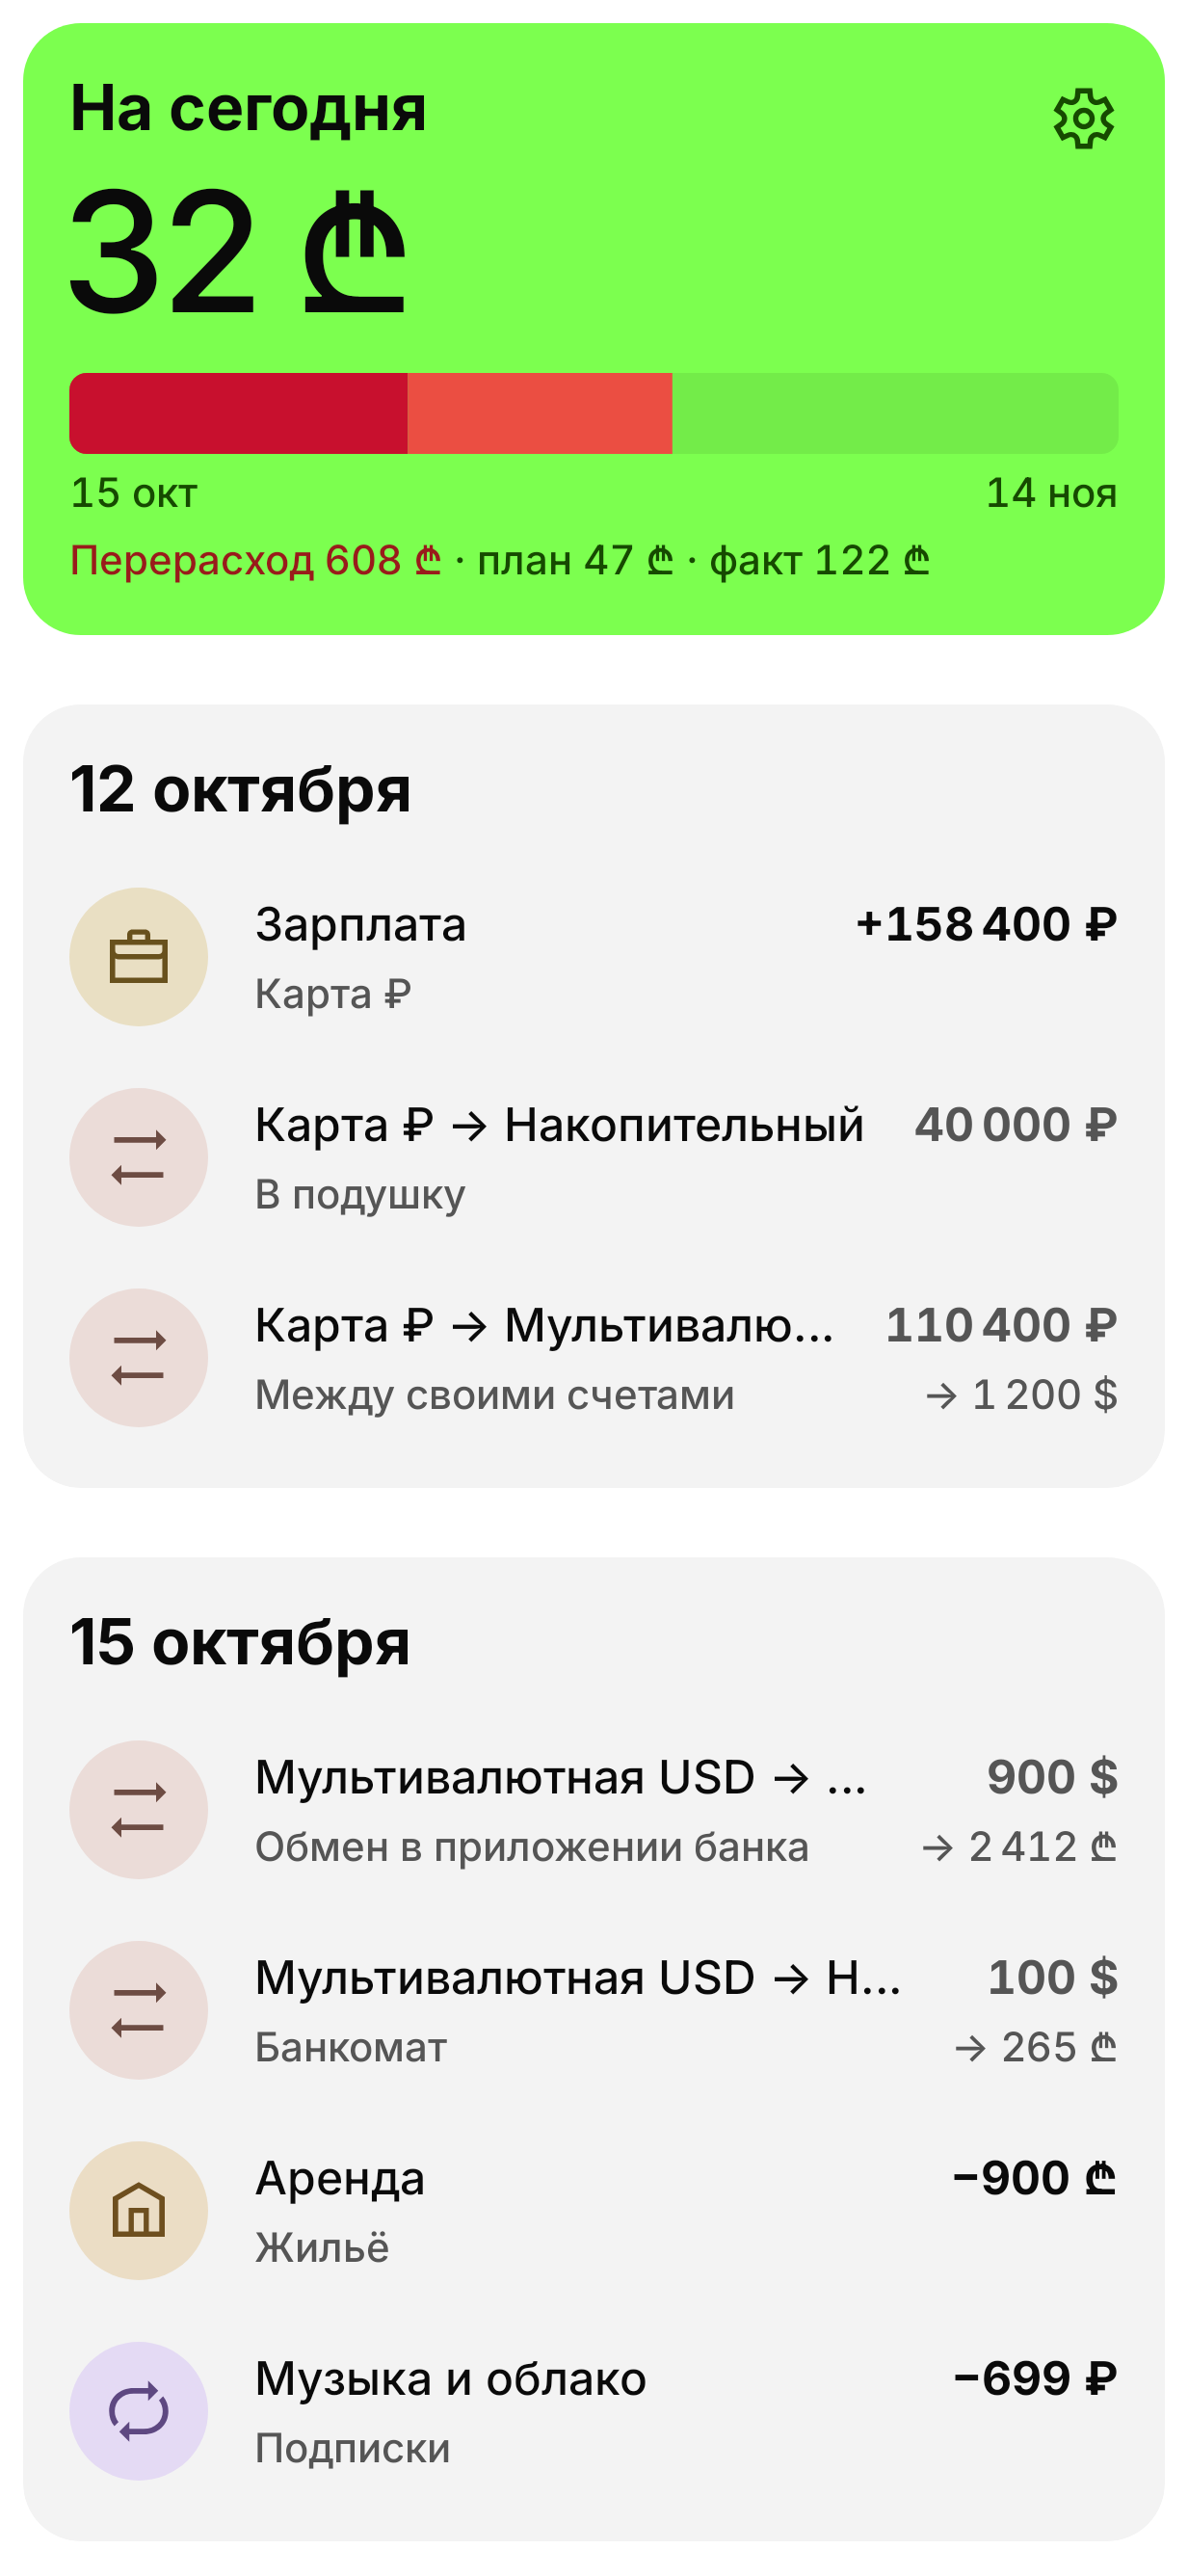 На сегодня
32 ₾
15 окт 14 ноя
Перерасход 608 ₾ · план 47 ₾ · факт 122 ₾
12 октября
Зарплата +158 400 ₽
Карта ₽
Карта ₽ → Накопительный 40 000 ₽
В подушку
Карта ₽ → Мультивалю... 110 400 ₽
Между своими счетами → 1 200 $
15 октября
Мультивалютная USD → ... 900 $
Обмен в приложении банка → 2 412 ₾
Мультивалютная USD → Н... 100 $
Банкомат → 265 ₾
Аренда −900 ₾
Жильё
Музыка и облако −699 ₽
Подписки